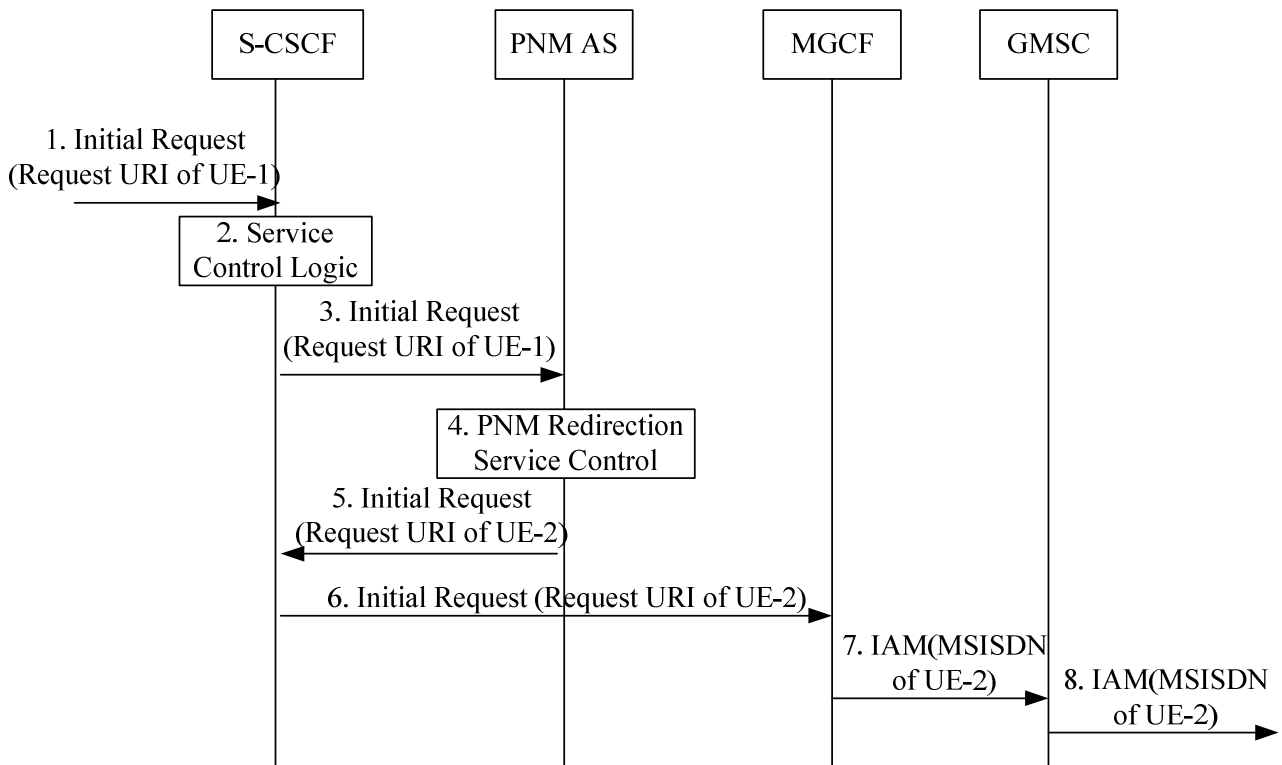 S-CSCF
PNM AS
MGCF
GMSC
1. Initial Request
(Request URI of UE-1)
2. Service
Control Logic
3. Initial Request
(Request URI of UE-1)
4. PNM Redirection
Service Control
5. Initial Request
(Request URI of UE-2)
6. Initial Request (Request URI of UE-2)
7. IAM(MSISDN
of UE-2)
8. IAM(MSISDN
of UE-2)